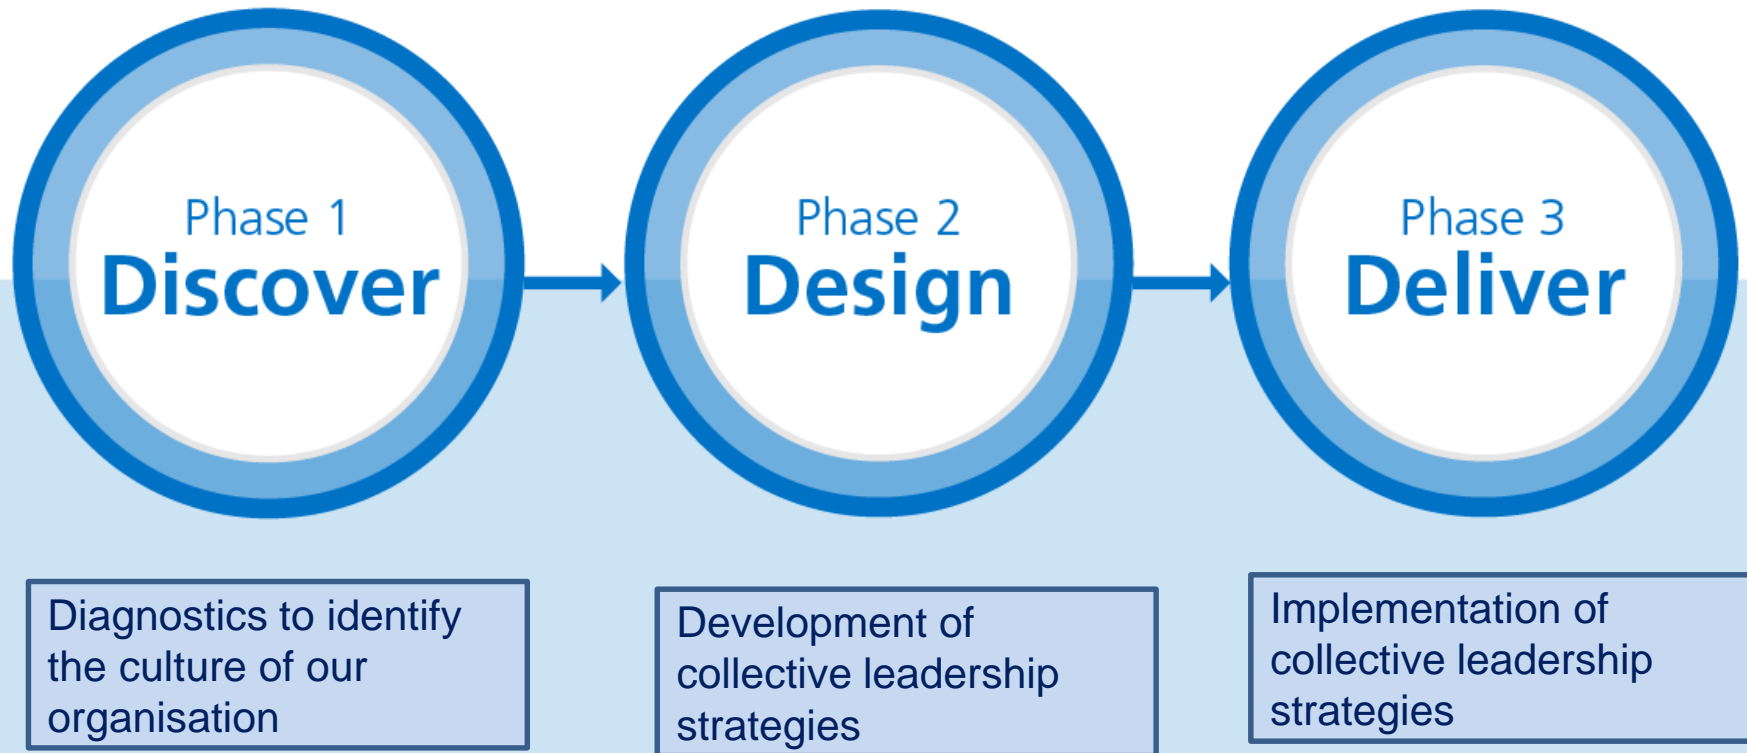 Phase 1
Discover
Phase 2
Design
Phase 3
Deliver
Diagnostics to identify
the culture of our
organisation
Development of
collective leadership
strategies
Implementation of
collective leadership
strategies